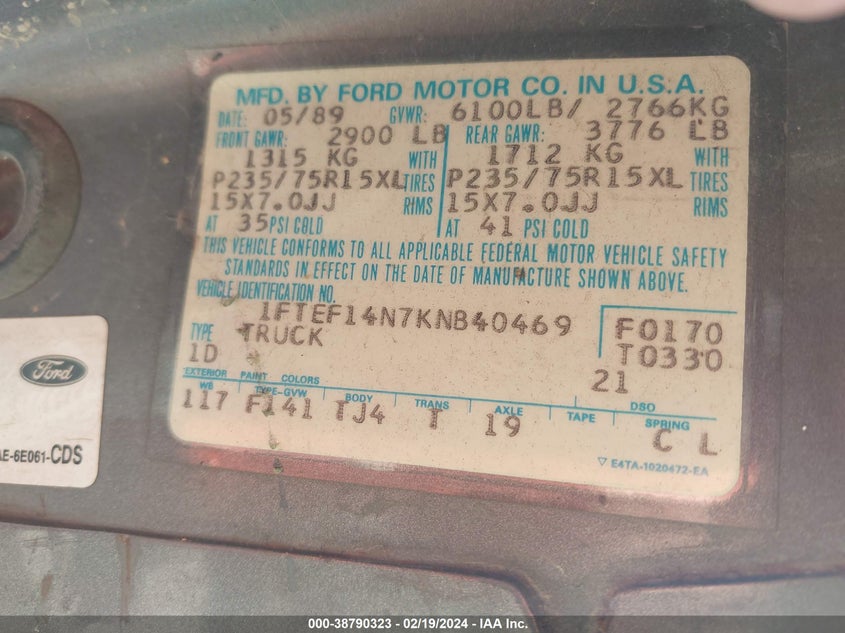 MFD. BY FORD MOTOR CO. IN U.S.A.
DATE: 05/89 GVWR: 6100LB/ 2766KG
FRONT GAWR: 2900 LB REAR GAWR: 3776 LB
1315 KG WITH 1712 KG WITH
P235/75R15XL TIRES P235/75R15XL TIRES
15X7.0JJ RIMS 15X7.0JJ RIMS
AT 35 PSI COLD AT 41 PSI COLD
THIS VEHICLE CONFORMS TO ALL APPLICABLE FEDERAL MOTOR VEHICLE SAFETY
STANDARDS IN EFFECT ON THE DATE OF MANUFACTURE SHOWN ABOVE.
VEHICLE IDENTIFICATION NO.
1FTEF14N7KNB40469
TYPE TRUCK
F0170
T0330
1D
21
EXTERIOR PAINT COLORS
DSO
WB TYPE-GVW BODY TRANS AXLE TAPE SPRING
117 F141 TJ4 T 19 C L
▽ E4TA-1020472-EA
Ford
AE-6E061-CDS
000-38790323 - 02/19/2024 - IAA Inc.